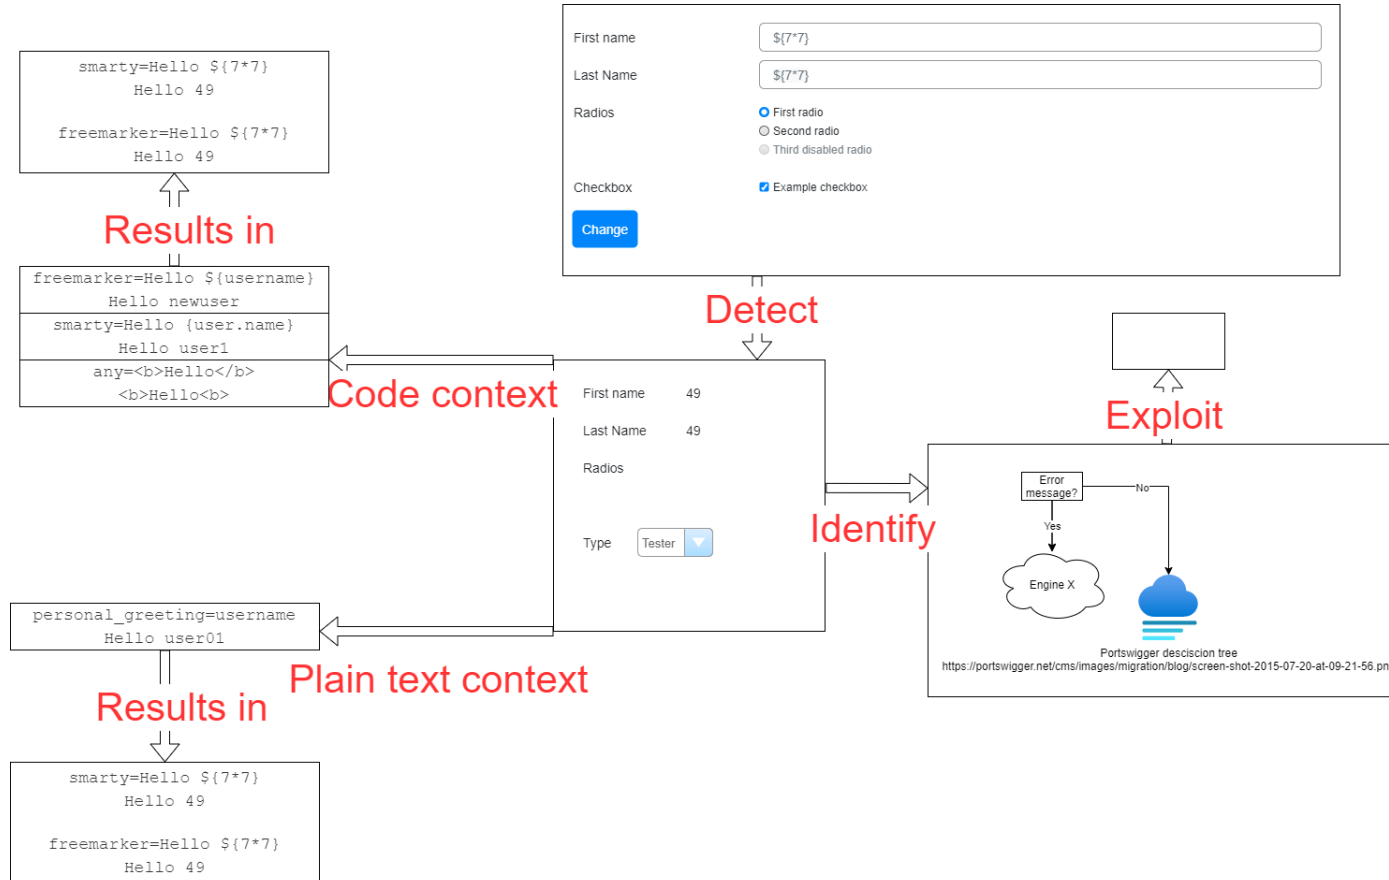 First name
${7*7}
Last Name
${7*7}
Radios
First radio
Second radio
Third disabled radio
Checkbox
Example checkbox
Change
smarty=Hello ${7*7}
Hello 49
freemarker=Hello ${7*7}
Hello 49
Results in
freemarker=Hello ${username}
Hello newuser
smarty=Hello {user.name}
Hello user1
any=<b>Hello</b>
<b>Hello<b>
Code context
Detect
First name
49
Last Name
49
Radios
Type
Tester
Identify
Exploit
Error
message?
No
Yes
Engine X
Portswigger desciscion tree
https://portswigger.net/cms/images/migration/blog/screen-shot-2015-07-20-at-09-21-56.pn
personal_greeting=username
Hello user01
Plain text context
Results in
smarty=Hello ${7*7}
Hello 49
freemarker=Hello ${7*7}
Hello 49